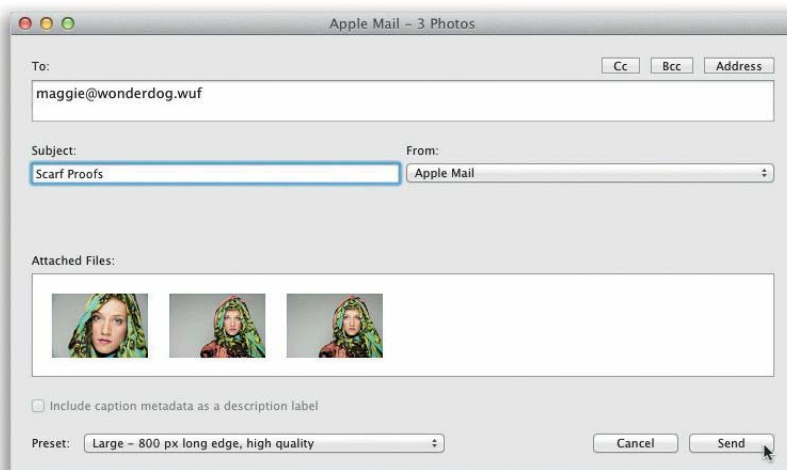 Apple Mail – 3 Photos
To:
Cc Bcc Address
maggie@wonderdog.wuf
Subject: From:
Scarf Proofs Apple Mail
Attached Files:
Include caption metadata as a description label
Preset: Large – 800 px long edge, high quality Cancel Send